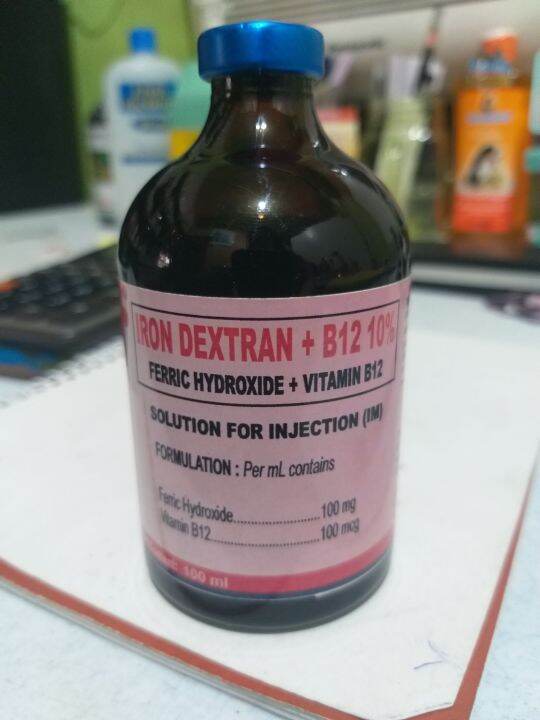 IRON DEXTRAN + B12 10%
FERRIC HYDROXIDE + VITAMIN B12
SOLUTION FOR INJECTION (IM)
FORMULATION : Per mL contains
Ferric Hydroxide..............................100 mg
Vitamin B12......................................100 mcg
100 ml